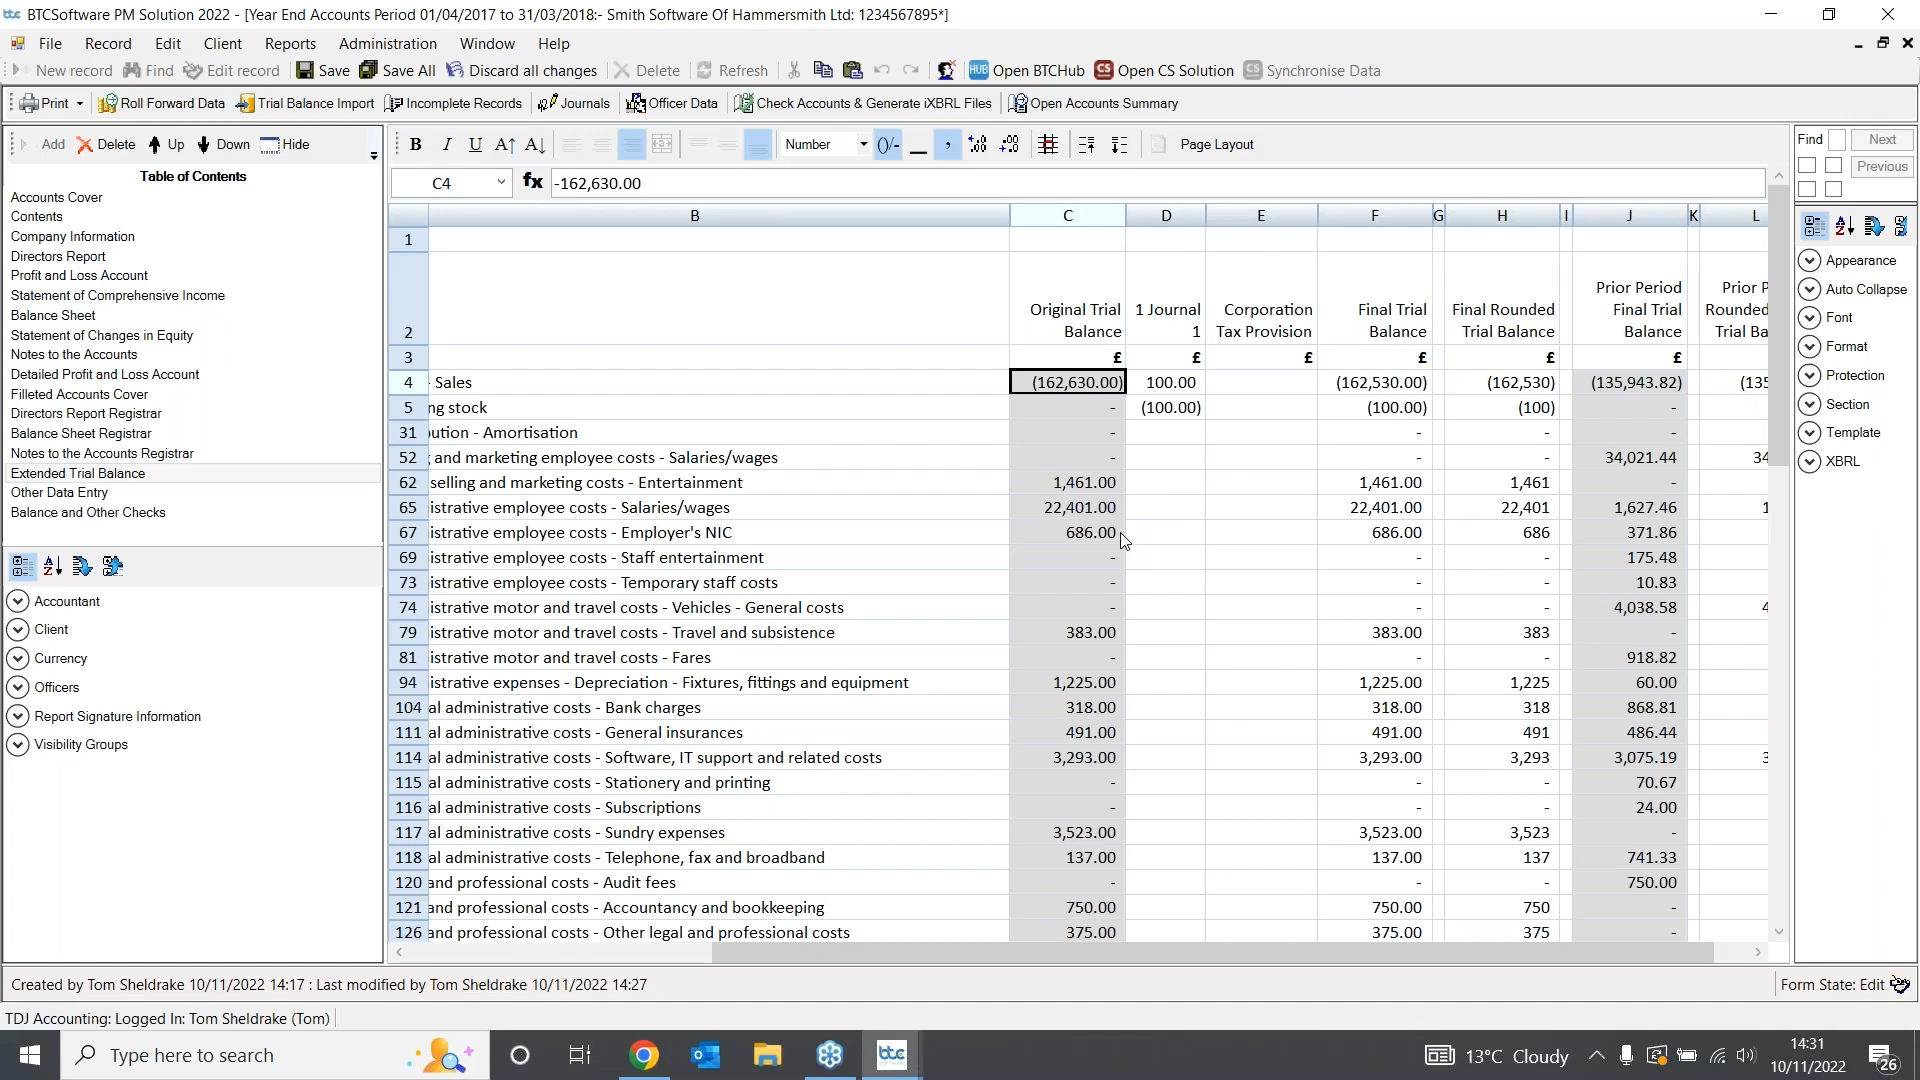 btc BTCSoftware PM Solution 2022 - [Year End Accounts Period 01/04/2017 to 31/03/2018:- Smith Software Of Hammersmith Ltd: 1234567895*]
File Record Edit Client Reports Administration Window Help
New record Find Edit record Save Save All Discard all changes Delete Refresh HUB Open BTCHub CS Open CS Solution CS Synchronise Data
Print Roll Forward Data Trial Balance Import Incomplete Records Journals Officer Data Check Accounts & Generate iXBRL Files Open Accounts Summary
Add Delete Up Down Hide
B I U A↑ A↓ Number ()/- , Page Layout
Find Next
Previous
Table of Contents
Accounts Cover
Contents
Company Information
Directors Report
Profit and Loss Account
Statement of Comprehensive Income
Balance Sheet
Statement of Changes in Equity
Notes to the Accounts
Detailed Profit and Loss Account
Filleted Accounts Cover
Directors Report Registrar
Balance Sheet Registrar
Notes to the Accounts Registrar
Extended Trial Balance
Other Data Entry
Balance and Other Checks
Accountant
Client
Currency
Officers
Report Signature Information
Visibility Groups
C4 fx -162,630.00
B C D E F G H I J K L
1
2 Original Trial Balance 1 Journal 1 Corporation Tax Provision Final Trial Balance Final Rounded Trial Balance Prior Period Final Trial Balance Prior P Rounded Trial Ba
3 £ £ £ £ £ £
4 - Sales (162,630.00) 100.00 (162,530.00) (162,530) (135,943.82) (135
5 ng stock - (100.00) (100.00) (100) -
31 bution - Amortisation - - - -
52 g and marketing employee costs - Salaries/wages - - - 34,021.44 34
62 selling and marketing costs - Entertainment 1,461.00 1,461.00 1,461 -
65 istrative employee costs - Salaries/wages 22,401.00 22,401.00 22,401 1,627.46 1
67 istrative employee costs - Employer's NIC 686.00 686.00 686 371.86
69 istrative employee costs - Staff entertainment - - - 175.48
73 istrative employee costs - Temporary staff costs - - - 10.83
74 istrative motor and travel costs - Vehicles - General costs - - - 4,038.58 4
79 istrative motor and travel costs - Travel and subsistence 383.00 383.00 383 -
81 istrative motor and travel costs - Fares - - - 918.82
94 istrative expenses - Depreciation - Fixtures, fittings and equipment 1,225.00 1,225.00 1,225 60.00
104 al administrative costs - Bank charges 318.00 318.00 318 868.81
111 al administrative costs - General insurances 491.00 491.00 491 486.44
114 al administrative costs - Software, IT support and related costs 3,293.00 3,293.00 3,293 3,075.19 3
115 al administrative costs - Stationery and printing - - - 70.67
116 al administrative costs - Subscriptions - - - 24.00
117 al administrative costs - Sundry expenses 3,523.00 3,523.00 3,523 -
118 al administrative costs - Telephone, fax and broadband 137.00 137.00 137 741.33
120 and professional costs - Audit fees - - - 750.00
121 and professional costs - Accountancy and bookkeeping 750.00 750.00 750 -
126 and professional costs - Other legal and professional costs 375.00 375.00 375 -
Appearance
Auto Collapse
Font
Format
Protection
Section
Template
XBRL
Created by Tom Sheldrake 10/11/2022 14:17 : Last modified by Tom Sheldrake 10/11/2022 14:27
Form State: Edit
TDJ Accounting: Logged In: Tom Sheldrake (Tom)
Type here to search
btc
13°C Cloudy
14:31
10/11/2022
26